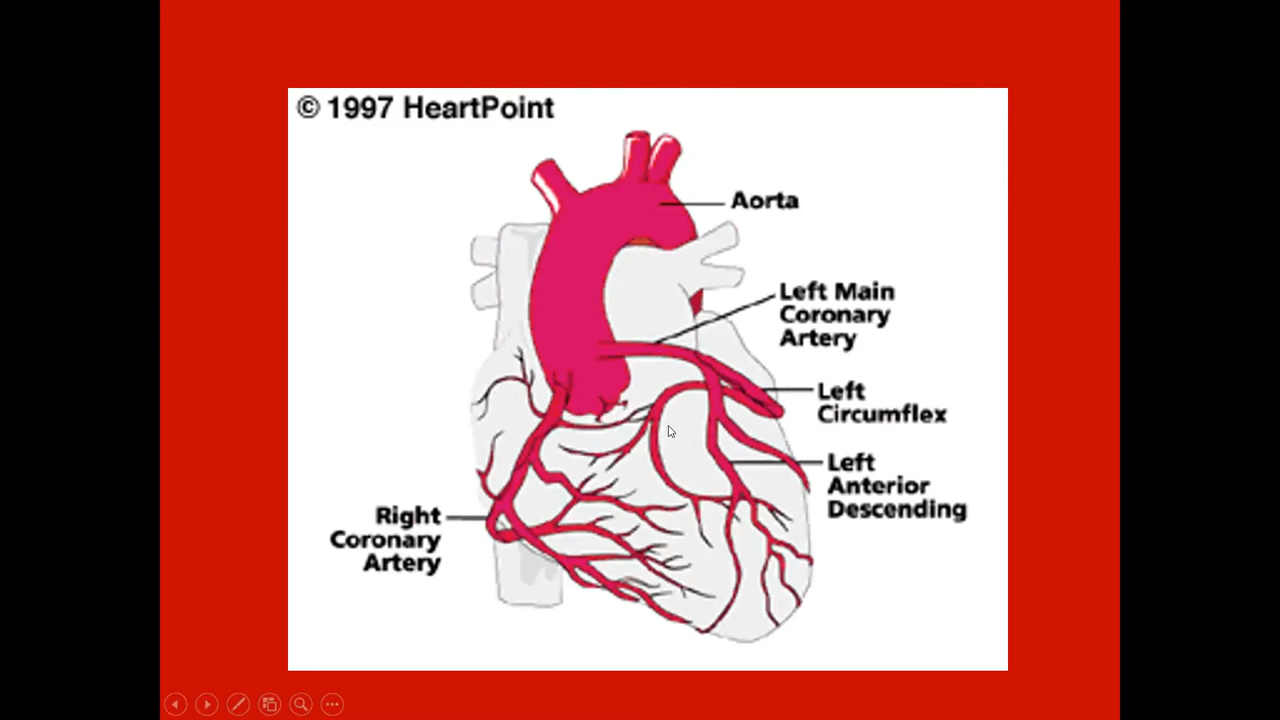 © 1997 HeartPoint
Aorta
Left Main
Coronary
Artery
Left
Circumflex
Left
Anterior
Descending
Right
Coronary
Artery